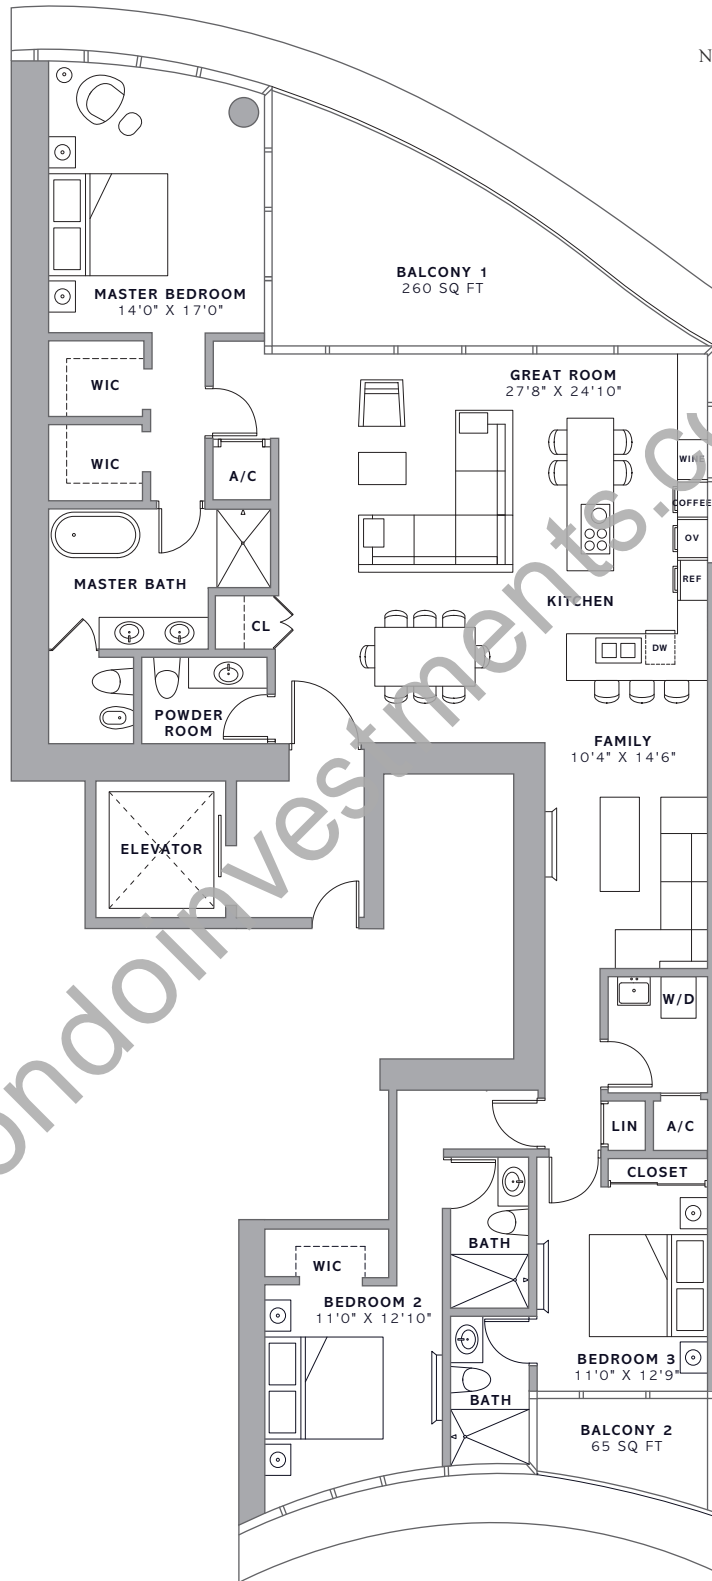 N
MASTER BEDROOM
14'0" X 17'0"
BALCONY 1
260 SQ FT
GREAT ROOM
27'8" X 24'10"
WIC
WIC
A/C
WINE
COFFEE
OV
REF
MASTER BATH
KITCHEN
CL
DW
POWDER
ROOM
FAMILY
10'4" X 14'6"
ELEVATOR
W/D
LIN
A/C
CLOSET
BATH
WIC
BEDROOM 2
11'0" X 12'10"
BEDROOM 3
11'0" X 12'9"
BATH
BALCONY 2
65 SQ FT
ondoinvestments.co